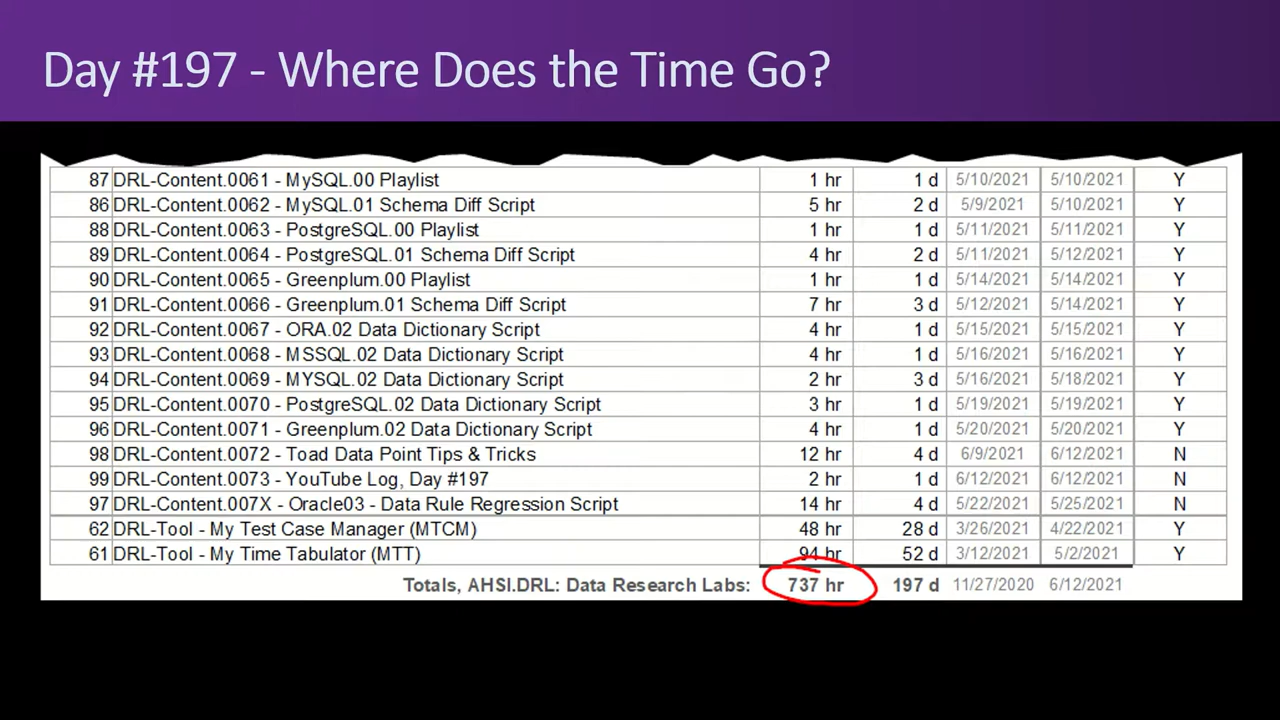 Day #197 - Where Does the Time Go?
87 DRL-Content.0061 - MySQL.00 Playlist 1 hr 1 d 5/10/2021 5/10/2021 Y
86 DRL-Content.0062 - MySQL.01 Schema Diff Script 5 hr 2 d 5/9/2021 5/10/2021 Y
88 DRL-Content.0063 - PostgreSQL.00 Playlist 1 hr 1 d 5/11/2021 5/11/2021 Y
89 DRL-Content.0064 - PostgreSQL.01 Schema Diff Script 4 hr 2 d 5/11/2021 5/12/2021 Y
90 DRL-Content.0065 - Greenplum.00 Playlist 1 hr 1 d 5/14/2021 5/14/2021 Y
91 DRL-Content.0066 - Greenplum.01 Schema Diff Script 7 hr 3 d 5/12/2021 5/14/2021 Y
92 DRL-Content.0067 - ORA.02 Data Dictionary Script 4 hr 1 d 5/15/2021 5/15/2021 Y
93 DRL-Content.0068 - MSSQL.02 Data Dictionary Script 4 hr 1 d 5/16/2021 5/16/2021 Y
94 DRL-Content.0069 - MYSQL.02 Data Dictionary Script 2 hr 3 d 5/16/2021 5/18/2021 Y
95 DRL-Content.0070 - PostgreSQL.02 Data Dictionary Script 3 hr 1 d 5/19/2021 5/19/2021 Y
96 DRL-Content.0071 - Greenplum.02 Data Dictionary Script 4 hr 1 d 5/20/2021 5/20/2021 Y
98 DRL-Content.0072 - Toad Data Point Tips & Tricks 12 hr 4 d 6/9/2021 6/12/2021 N
99 DRL-Content.0073 - YouTube Log, Day #197 2 hr 1 d 6/12/2021 6/12/2021 N
97 DRL-Content.007X - Oracle03 - Data Rule Regression Script 14 hr 4 d 5/22/2021 5/25/2021 N
62 DRL-Tool - My Test Case Manager (MTCM) 48 hr 28 d 3/26/2021 4/22/2021 Y
61 DRL-Tool - My Time Tabulator (MTT) 94 hr 52 d 3/12/2021 5/2/2021 Y
Totals, AHSI.DRL: Data Research Labs: 737 hr 197 d 11/27/2020 6/12/2021